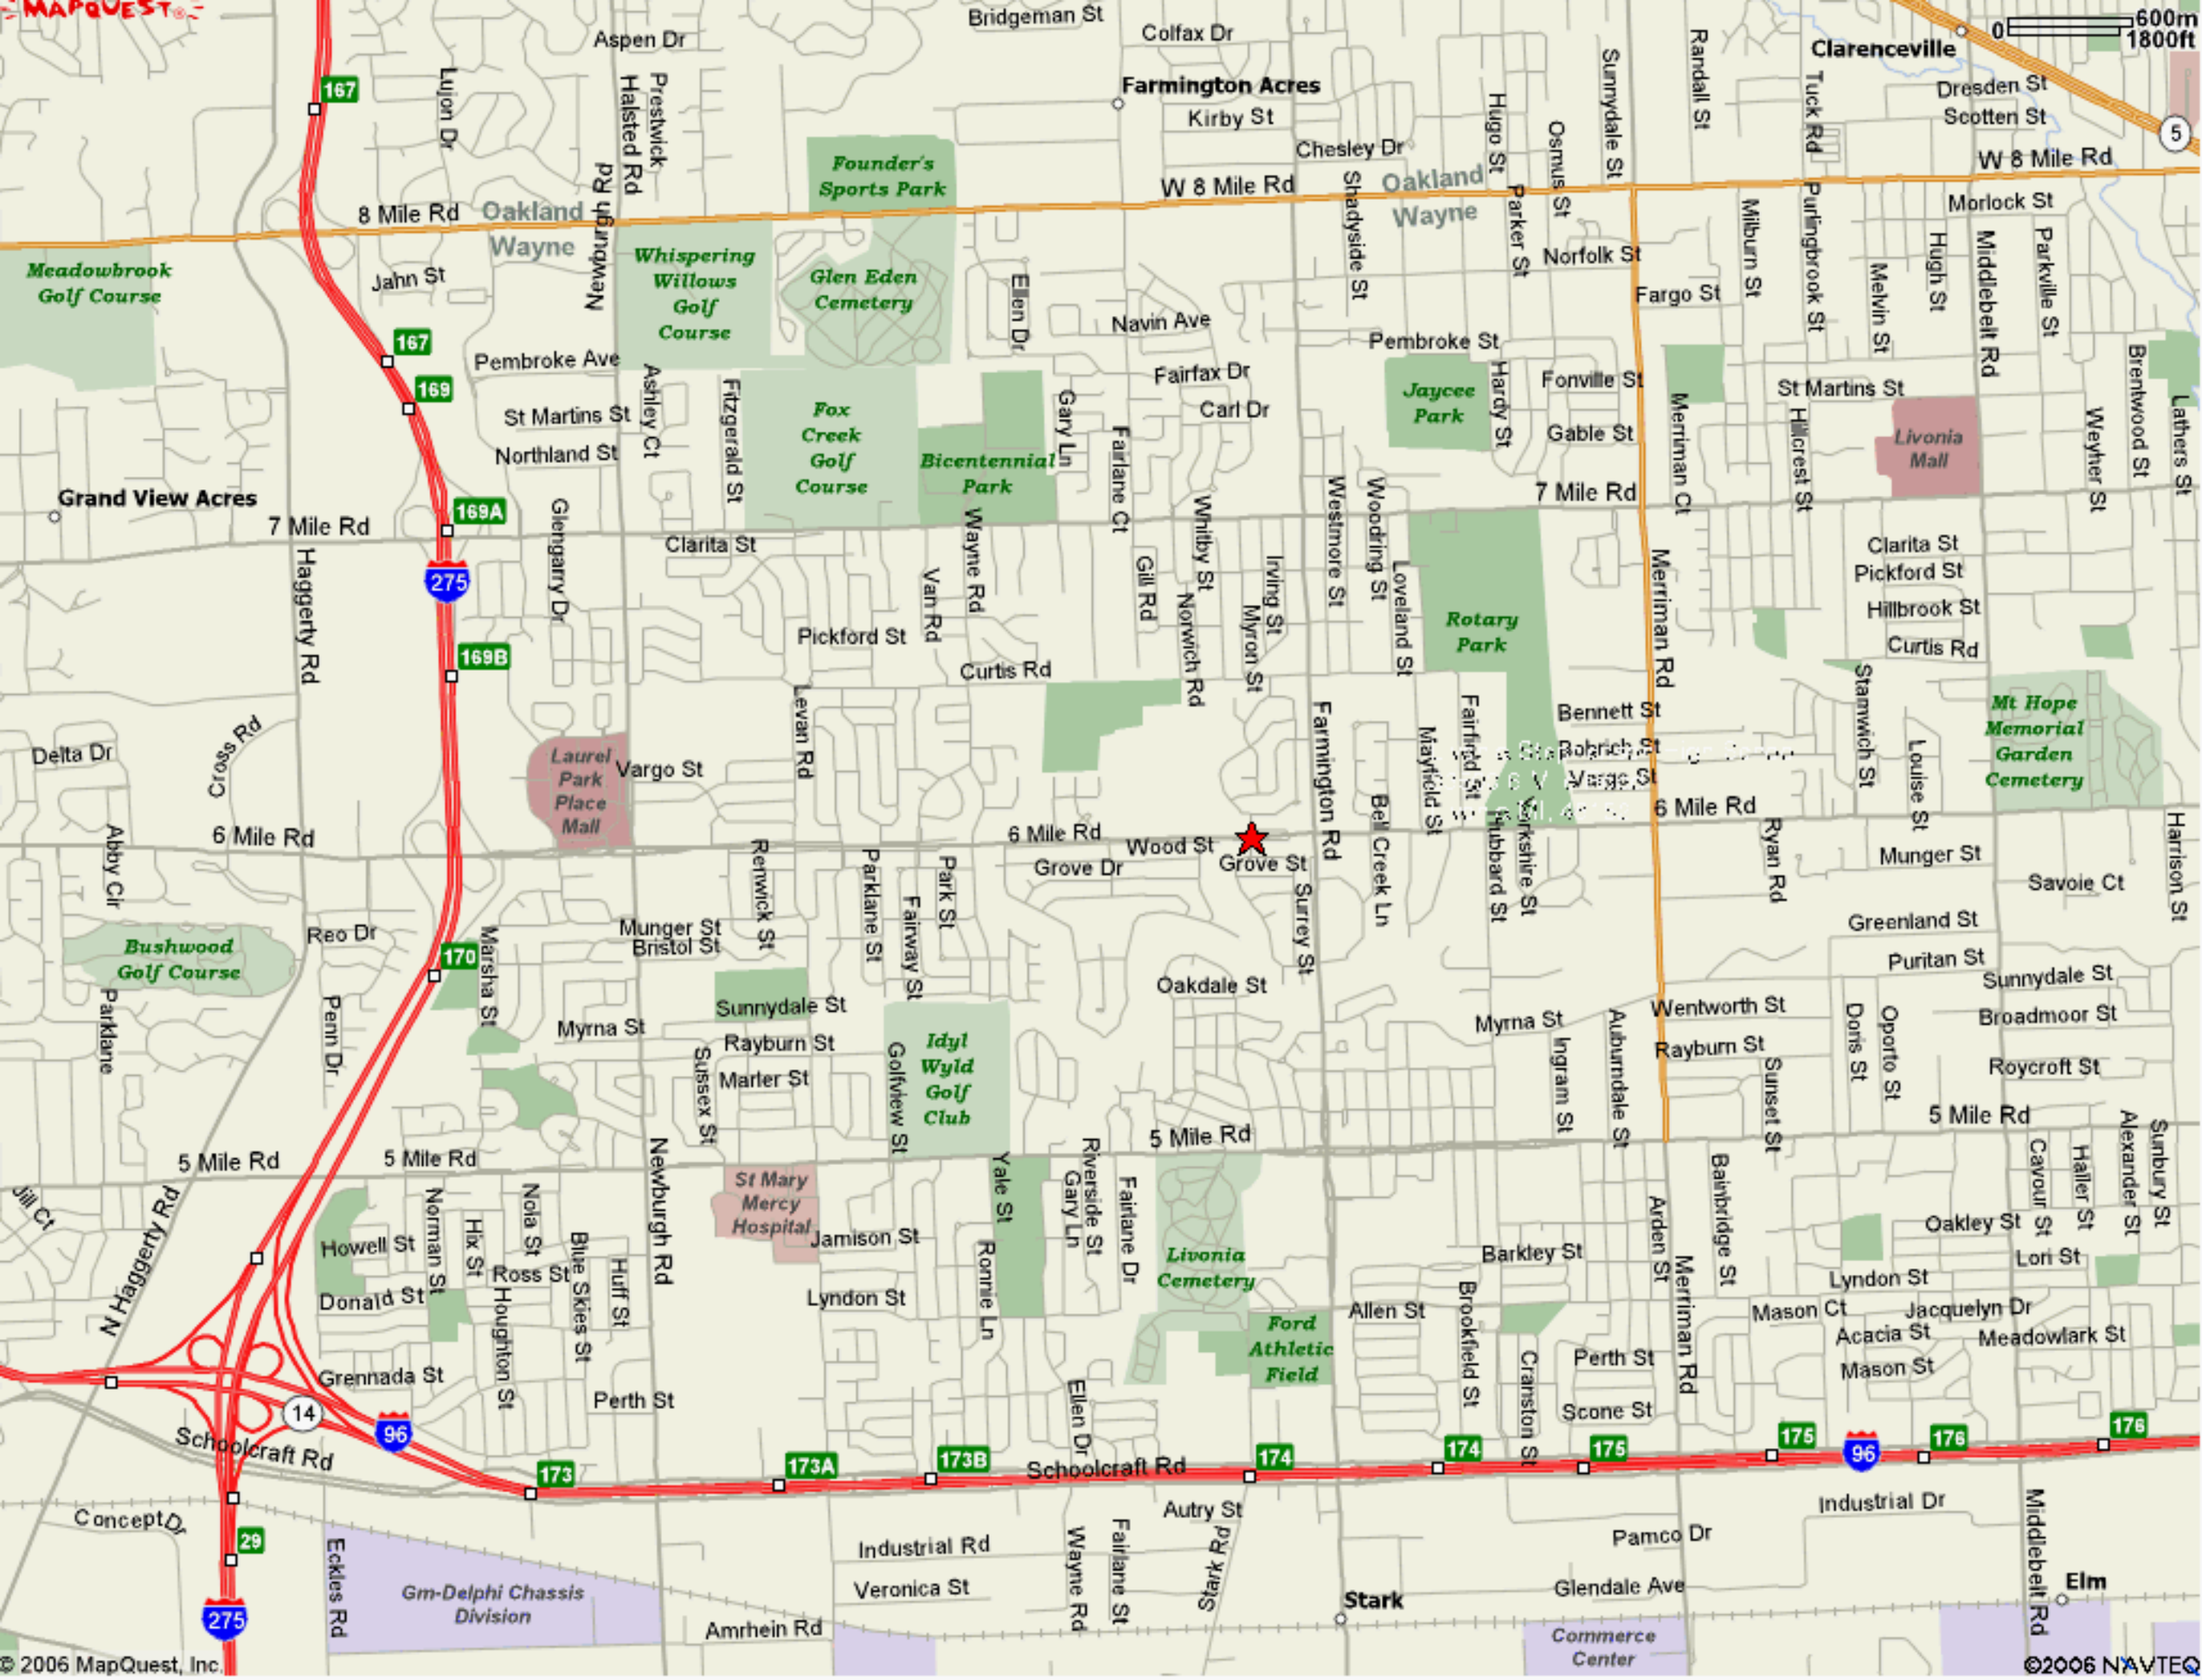 MAPQUEST
Bridgeman St
Colfax Dr
600m
0
1800ft
Aspen Dr
Clarenceville
Lujon Dr
Prestwick
Halsted Rd
Sunnydale St
Randall St
Tuck Rd
Dresden St
167
Farmington Acres
Kirby St
Hugo St
Osmus St
Scotten St
5
Chesley Dr
Founder's
Sports Park
W 8 Mile Rd
W 8 Mile Rd
Oakland
Wayne
8 Mile Rd
Oakland
Wayne
Newburgh Rd
Shadyside St
Parker St
Norfolk St
Milburn St
Purlingbrook St
Morlock St
Melvin St
Hugh St
Middlebelt Rd
Parkville St
Meadowbrook
Golf Course
Jahn St
Whispering
Willows
Golf
Course
Glen Eden
Cemetery
Ellen Dr
Navin Ave
Fargo St
167
Pembroke Ave
Pembroke St
Fairfax Dr
Carl Dr
169
Ashley Ct
Fitzgerald St
St Martins St
Northland St
Fox
Creek
Golf
Course
Bicentennial
Park
Gary Ln
Fairlane Ct
Jaycee
Park
Hardy St
Fonville St
Gable St
Merriman Ct
St Martins St
Hillcrest St
Livonia
Mall
Brentwood St
Weyher St
Lathers St
Grand View Acres
7 Mile Rd
169A
7 Mile Rd
Glengarry Dr
Clarita St
Wayne Rd
Van Rd
Gill Rd
Whitby St
Norwich Rd
Irving St
Myron St
Westmore St
Woodring St
Loveland St
Rotary
Park
Merriman Rd
Clarita St
Pickford St
Hillbrook St
Curtis Rd
275
Haggerty Rd
169B
Pickford St
Curtis Rd
Levan Rd
Farmington Rd
Fairfield St
Mayfield St
Bennett St
Rohrich St
Vargo St
Stamwich St
Louise St
Mt Hope
Memorial
Garden
Cemetery
Delta Dr
Cross Rd
Laurel
Park
Place
Mall
Vargo St
6 Mile Rd
6 Mile Rd
6 Mile Rd
Wood St
Grove Dr
Grove St
Bell Creek Ln
Hubbard St
Yorkshire St
Ryan Rd
Munger St
Savoie Ct
Harrison St
Abby Cir
Renwick St
Parklane St
Fairway St
Park St
Surrey St
Greenland St
Bushwood
Golf Course
Reo Dr
170
Marsha St
Munger St
Bristol St
Puritan St
Sunnydale St
Oakdale St
Parklane
Penn Dr
Myrna St
Sunnydale St
Rayburn St
Marler St
Sussex St
Golfview St
Idyl
Wyld
Golf
Club
Myrna St
Ingram St
Auburndale St
Wentworth St
Rayburn St
Sunset St
Doris St
Oporto St
Broadmoor St
Roycroft St
5 Mile Rd
5 Mile Rd
5 Mile Rd
5 Mile Rd
Jill Ct
N Haggerty Rd
Newburgh Rd
St Mary
Mercy
Hospital
Yale St
Riverside St
Gary Ln
Fairlane Dr
Livonia
Cemetery
Arden St
Bainbridge St
Cavour St
Haller St
Alexander St
Sunbury St
Norman St
Hix St
Nola St
Howell St
Ross St
Blue Skies St
Huff St
Houghton St
Donald St
Jamison St
Lyndon St
Ronnie Ln
Barkley St
Oakley St
Lori St
Lyndon St
Allen St
Mason Ct
Jacquelyn Dr
Acacia St
Meadowlark St
Mason St
Ford
Athletic
Field
Brookfield St
Cranston St
Perth St
Scone St
Merriman Rd
Grennada St
Perth St
Ellen Dr
14
96
Schoolcraft Rd
173
173A
173B
Schoolcraft Rd
174
174
175
175
96
176
176
Concept Dr
29
Autry St
Industrial Dr
Eckles Rd
Industrial Rd
Wayne Rd
Fairlane St
Stark Rd
Pamco Dr
Middlebelt Rd
Gm-Delphi Chassis
Division
Veronica St
Stark
Glendale Ave
Elm
275
Amrhein Rd
Commerce
Center
© 2006 MapQuest, Inc.
©2006 NAVTEQ